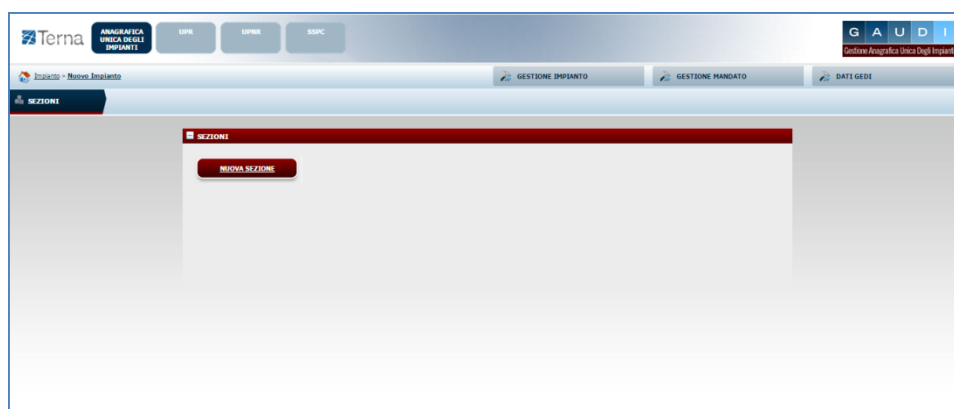 Terna
ANAGRAFICA
UNICA DEGLI
IMPIANTI
UPR
UPNR
SSPC
G A U D I
Gestione Anagrafica Unica Degli Impianti
Impianto > Nuovo Impianto
GESTIONE IMPIANTO
GESTIONE MANDATO
DATI GEDI
SEZIONI
SEZIONI
NUOVA SEZIONE